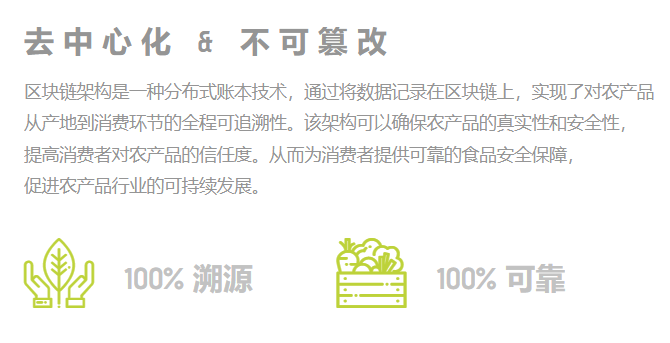 去中心化 & 不可篡改
区块链架构是一种分布式账本技术，通过将数据记录在区块链上，实现了对农产品
从产地到消费环节的全程可追溯性。该架构可以确保农产品的真实性和安全性，
提高消费者对农产品的信任度。从而为消费者提供可靠的食品安全保障，
促进农产品行业的可持续发展。
100% 溯源
100% 可靠